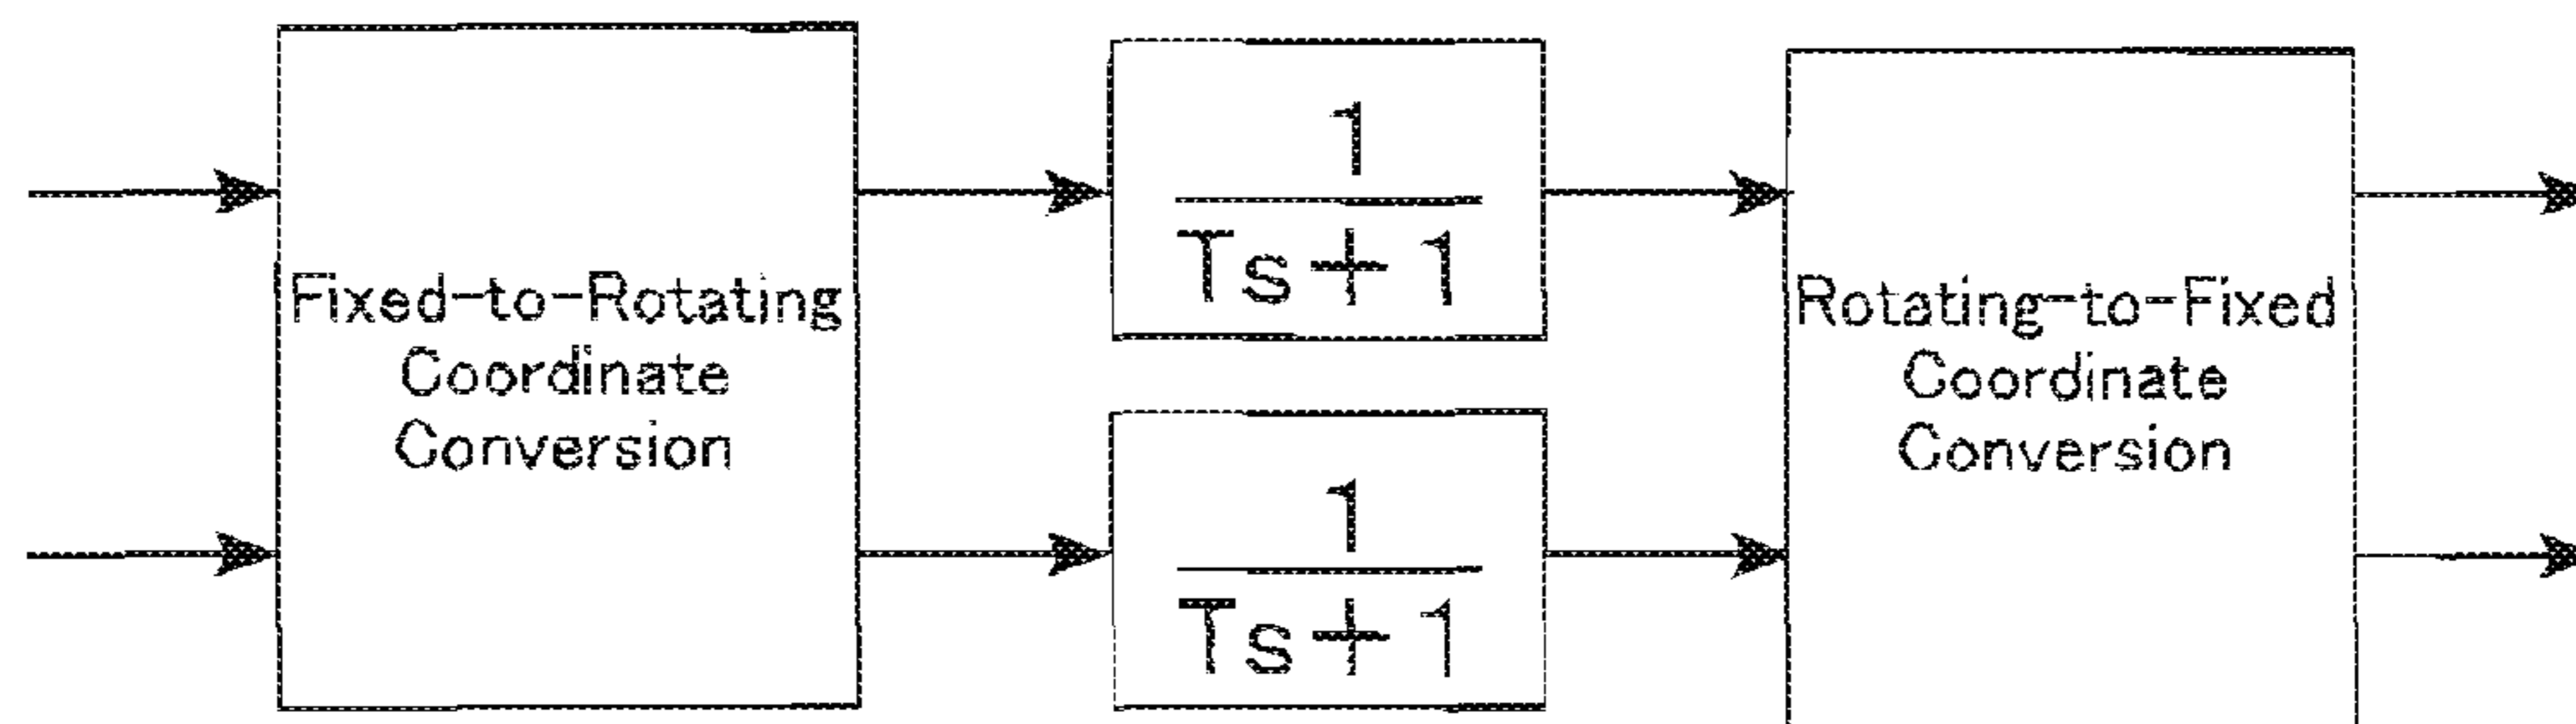 Fixed-to-Rotating
Coordinate
Conversion
1
Ts+1
1
Ts+1
Rotating-to-Fixed
Coordinate
Conversion